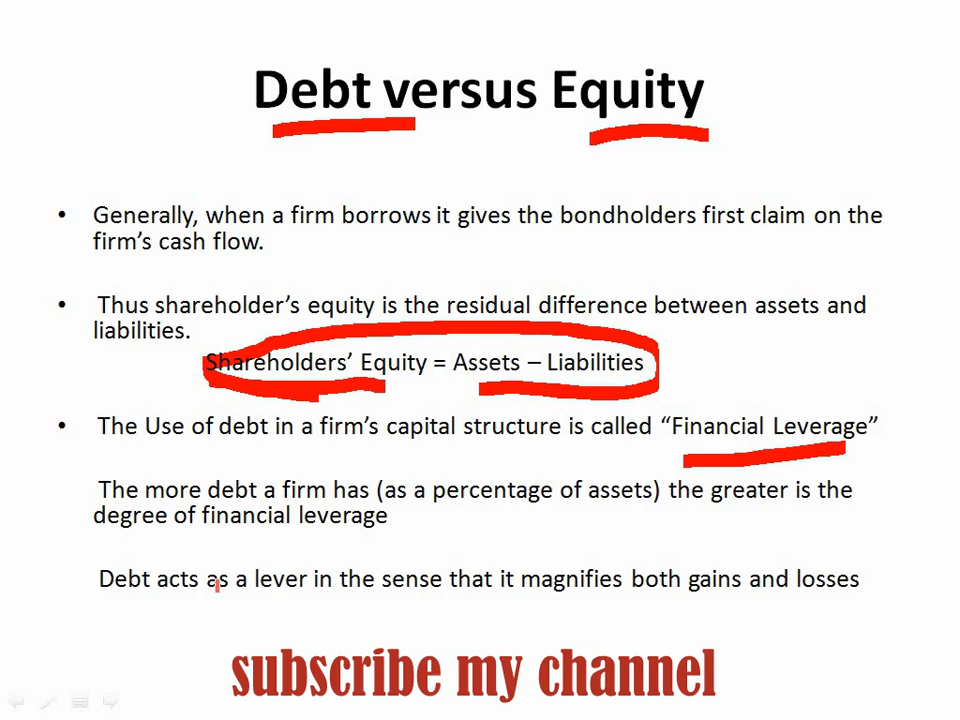 Debt versus Equity
• Generally, when a firm borrows it gives the bondholders first claim on the
firm’s cash flow.
• Thus shareholder’s equity is the residual difference between assets and
liabilities.
Shareholders’ Equity = Assets – Liabilities
• The Use of debt in a firm’s capital structure is called “Financial Leverage”
The more debt a firm has (as a percentage of assets) the greater is the
degree of financial leverage
Debt acts as a lever in the sense that it magnifies both gains and losses
subscribe my channel